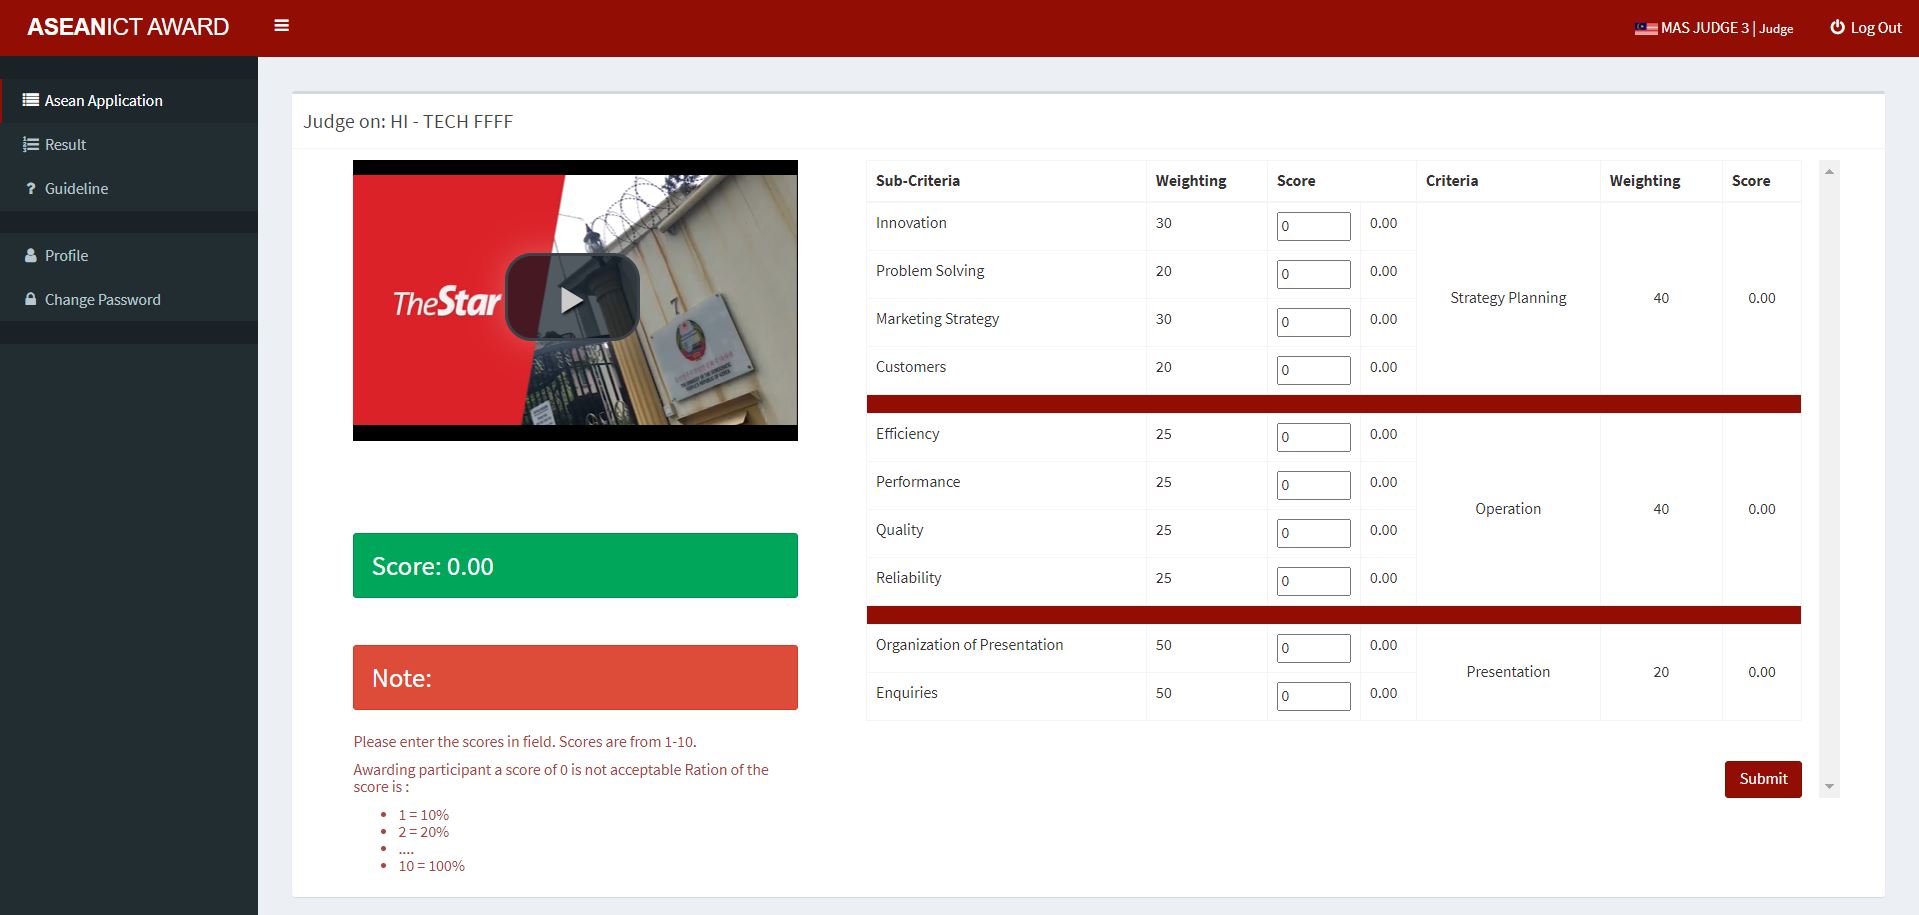 ASEANICT AWARD
MAS JUDGE 3 | Judge
Log Out
Asean Application
Result
Guideline
Profile
Change Password
Judge on: HI - TECH FFFF
TheStar
Score: 0.00
Note:
Please enter the scores in field. Scores are from 1-10.
Awarding participant a score of 0 is not acceptable Ration of the
score is :
1 = 10%
2 = 20%
....
10 = 100%
Sub-Criteria Weighting Score Criteria Weighting Score
Innovation 30 0 0.00
Problem Solving 20 0 0.00
Strategy Planning 40 0.00
Marketing Strategy 30 0 0.00
Customers 20 0 0.00
Efficiency 25 0 0.00
Performance 25 0 0.00
Operation 40 0.00
Quality 25 0 0.00
Reliability 25 0 0.00
Organization of Presentation 50 0 0.00
Presentation 20 0.00
Enquiries 50 0 0.00
Submit